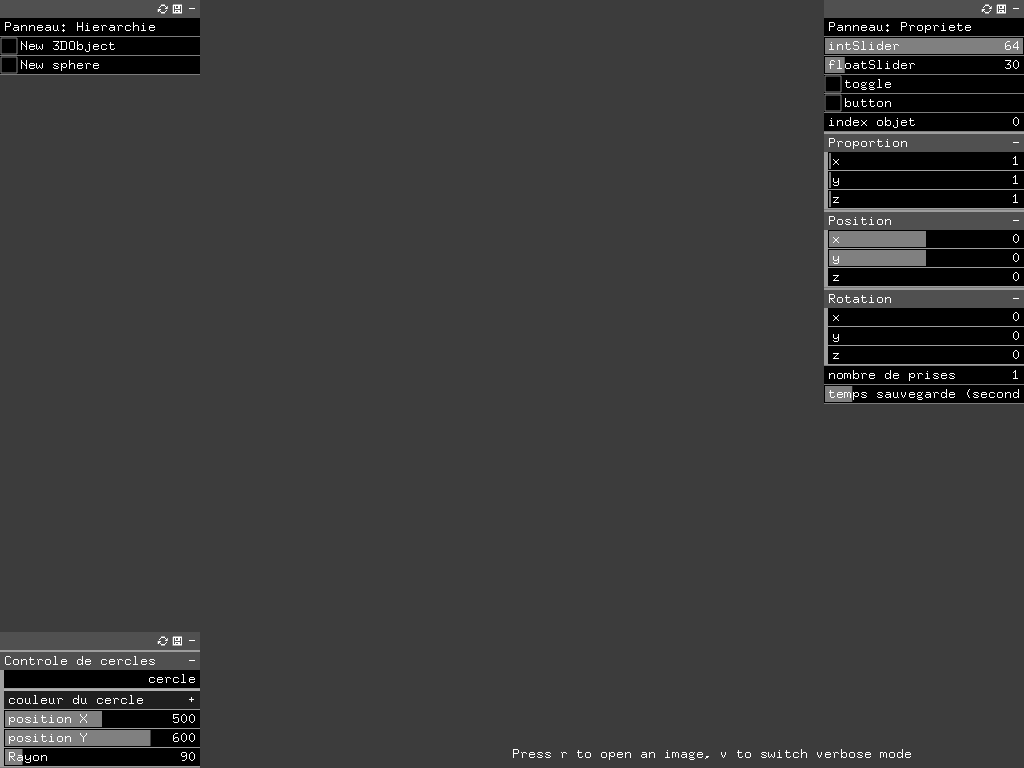 Panneau: Hierarchie
New 3DObject
New sphere
Panneau: Propriete
intSlider 64
floatSlider 30
toggle
button
index objet 0
Proportion -
x 1
y 1
z 1
Position -
x 0
y 0
z 0
Rotation -
x 0
y 0
z 0
nombre de prises 1
temps sauvegarde (second
Controle de cercles -
cercle
couleur du cercle +
position X 500
position Y 600
Rayon 90
Press r to open an image, v to switch verbose mode